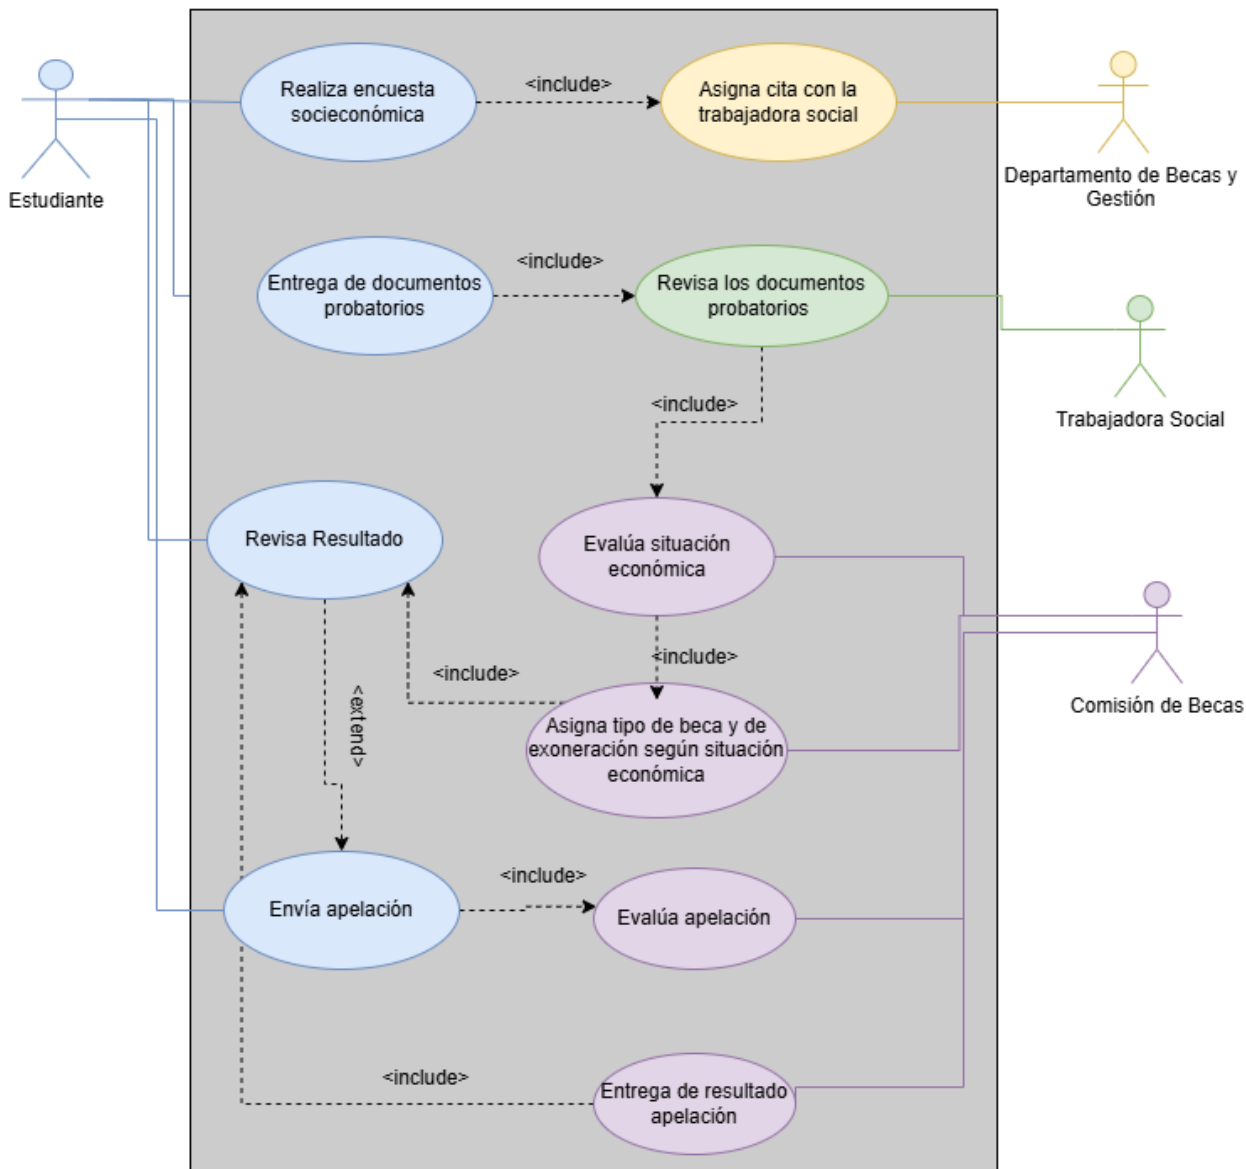 Realiza encuesta
socieconómica
<include>
Asigna cita con la
trabajadora social
Estudiante
Departamento de Becas y
Gestión
Entrega de documentos
probatorios
<include>
Revisa los documentos
probatorios
Trabajadora Social
<include>
Revisa Resultado
Evalúa situación
económica
<include>
<include>
<extend>
Asigna tipo de beca y de
exoneración según situación
económica
Comisión de Becas
Envía apelación
<include>
Evalúa apelación
<include>
Entrega de resultado
apelación